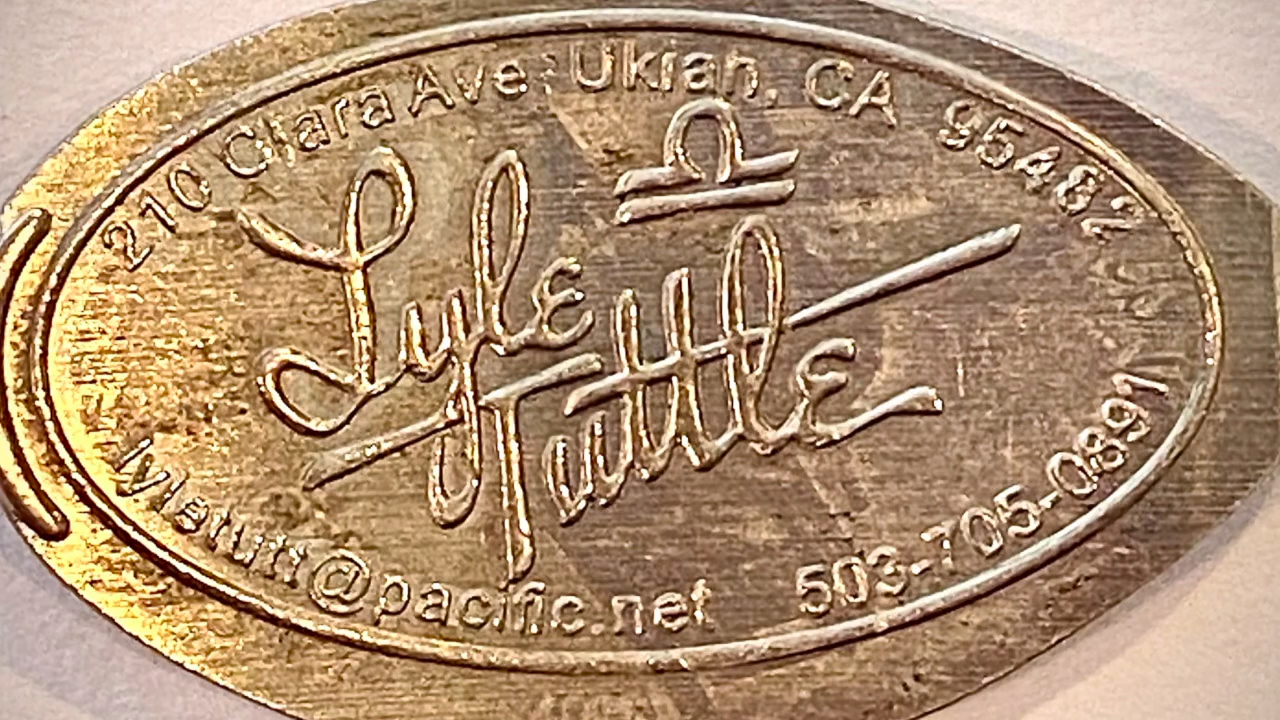 210 Clara Ave. Ukiah, CA 95482
Lyle
Tuttle
lyletutt@pacific.net 503-705-0891